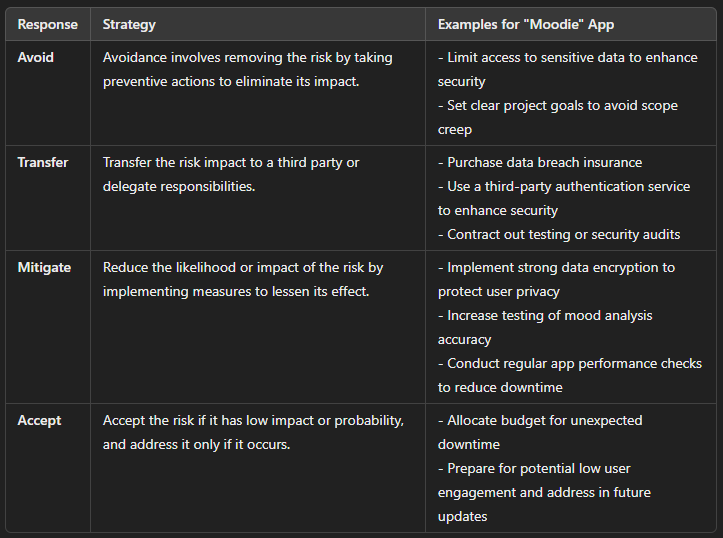 Response Strategy Examples for "Moodie" App
Avoid Avoidance involves removing the risk by taking - Limit access to sensitive data to enhance
preventive actions to eliminate its impact. security
- Set clear project goals to avoid scope
creep
Transfer Transfer the risk impact to a third party or - Purchase data breach insurance
delegate responsibilities. - Use a third-party authentication service
to enhance security
- Contract out testing or security audits
Mitigate Reduce the likelihood or impact of the risk by - Implement strong data encryption to
implementing measures to lessen its effect. protect user privacy
- Increase testing of mood analysis
accuracy
- Conduct regular app performance checks
to reduce downtime
Accept Accept the risk if it has low impact or probability, - Allocate budget for unexpected
and address it only if it occurs. downtime
- Prepare for potential low user
engagement and address in future
updates